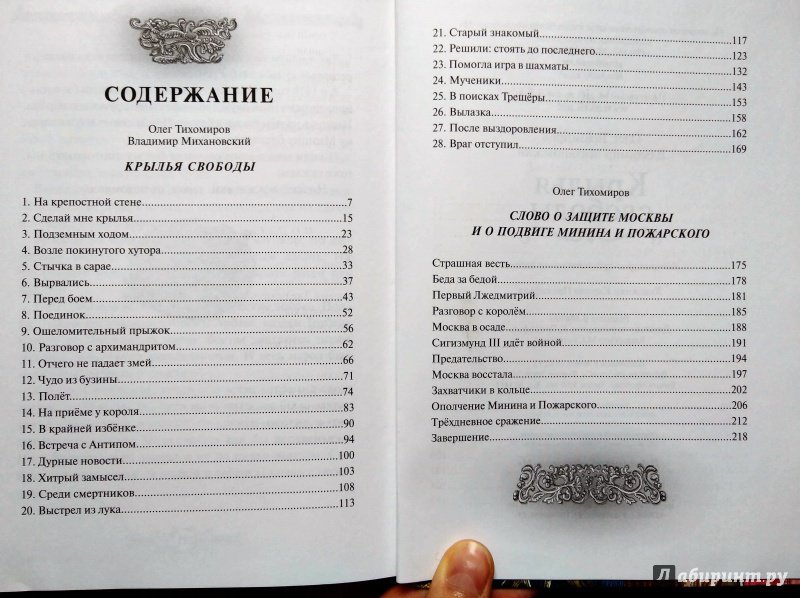 СОДЕРЖАНИЕ
Олег Тихомиров
Владимир Михановский
КРЫЛЬЯ СВОБОДЫ
1. На крепостной стене 7
2. Сделай мне крылья 15
3. Подземным ходом 23
4. Возле покинутого хутора 28
5. Стычка в сарае 33
6. Вырвались 37
7. Перед боем 43
8. Поединок 52
9. Ошеломительный прыжок 56
10. Разговор с архимандритом 62
11. Отчего не падает змей 66
12. Чудо из бузины 71
13. Полёт 74
14. На приёме у короля 83
15. В крайней избёнке 90
16. Встреча с Антипом 94
17. Дурные новости 100
18. Хитрый замысел 103
19. Среди смертников 108
20. Выстрел из лука 113
21. Старый знакомый 117
22. Решили: стоять до последнего 123
23. Помогла игра в шахматы 132
24. Мученики 143
25. В поисках Трещёры 153
26. Вылазка 158
27. После выздоровления 162
28. Враг отступил 169
Олег Тихомиров
СЛОВО О ЗАЩИТЕ МОСКВЫ
И О ПОДВИГЕ МИНИНА И ПОЖАРСКОГО
Страшная весть 175
Беда за бедой 178
Первый Лжедмитрий 181
Разговор с королём 185
Москва в осаде 188
Сигизмунд III идёт войной 191
Предательство 194
Москва восстала 197
Захватчики в кольце 202
Ополчение Минина и Пожарского 206
Трёхдневное сражение 212
Завершение 218
Лабиринт.ру